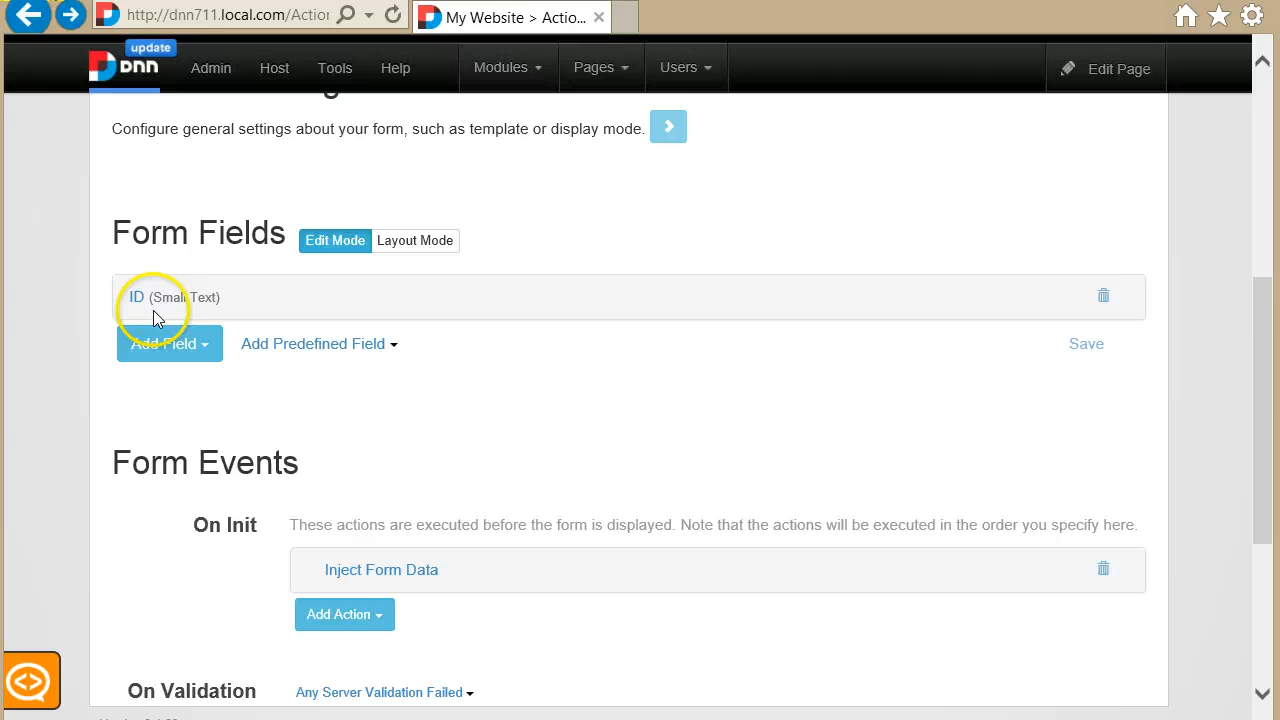 http://dnn711.local.com/Action
My Website > Actio...
update
dnn
Admin
Host
Tools
Help
Modules
Pages
Users
Edit Page
Configure general settings about your form, such as template or display mode.
Form Fields
Edit Mode
Layout Mode
ID (Small Text)
Add Field
Add Predefined Field
Save
Form Events
On Init
These actions are executed before the form is displayed. Note that the actions will be executed in the order you specify here.
Inject Form Data
Add Action
On Validation
Any Server Validation Failed